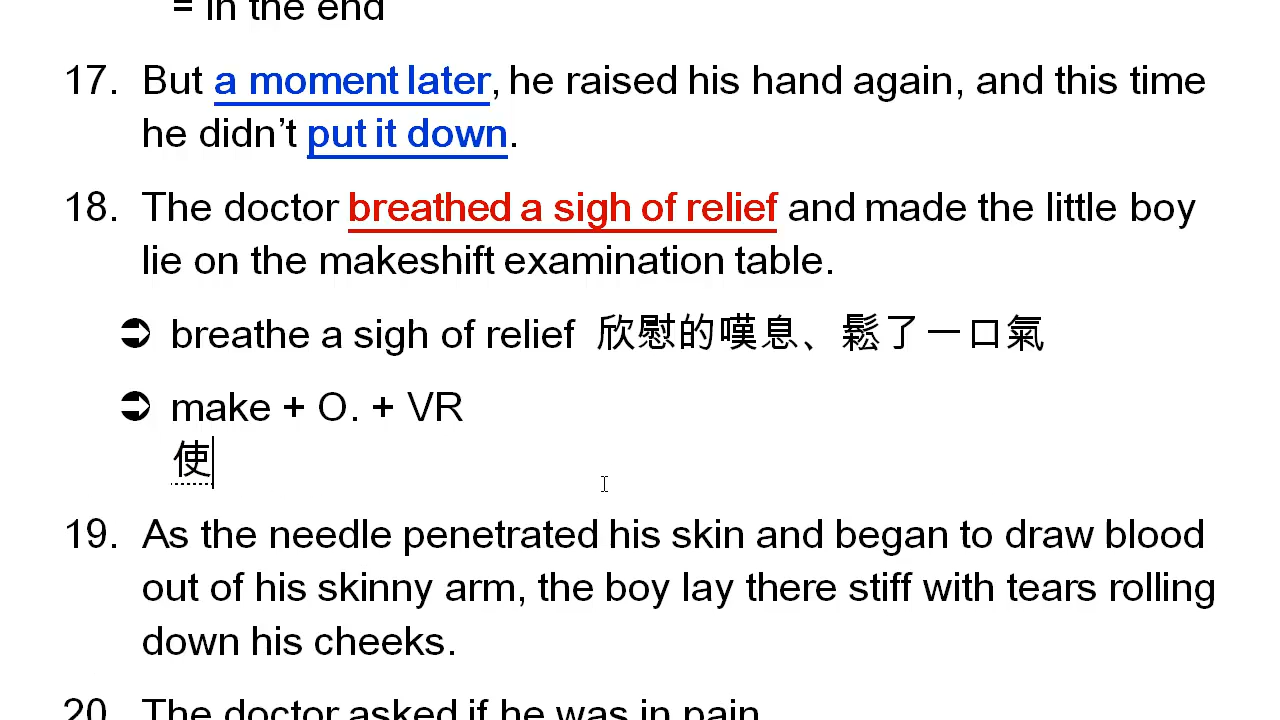 = in the end
17. But a moment later, he raised his hand again, and this time
he didn’t put it down.
18. The doctor breathed a sigh of relief and made the little boy
lie on the makeshift examination table.
➲ breathe a sigh of relief 欣慰的嘆息、鬆了一口氣
➲ make + O. + VR
使
19. As the needle penetrated his skin and began to draw blood
out of his skinny arm, the boy lay there stiff with tears rolling
down his cheeks.
20. The doctor asked if he was in pain.